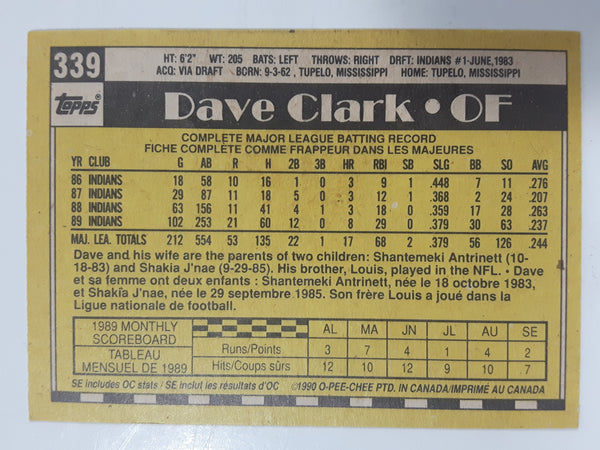 339
HT: 6'2" WT: 205 BATS: LEFT THROWS: RIGHT DRFT: INDIANS #1-JUNE, 1983
ACQ: VIA DRAFT BORN: 9-3-62, TUPELO, MISSISSIPPI HOME: TUPELO, MISSISSIPPI
topps®
Dave Clark • OF
COMPLETE MAJOR LEAGUE BATTING RECORD
FICHE COMPLÈTE COMME FRAPPEUR DANS LES MAJEURES
YR CLUB G AB R H 2B 3B HR RBI SB SLG BB SO AVG
86 INDIANS 18 58 10 16 1 0 3 9 1 .448 7 11 .276
87 INDIANS 29 87 11 18 5 0 3 12 1 .368 2 24 .207
88 INDIANS 63 156 11 41 4 1 3 18 0 .359 17 28 .263
89 INDIANS 102 253 21 60 12 0 8 29 0 .379 30 63 .237
MAJ. LEA. TOTALS 212 554 53 135 22 1 17 68 2 .379 56 126 .244
Dave and his wife are the parents of two children: Shantemeki Antrinett (10-
18-83) and Shakia J'nae (9-29-85). His brother, Louis, played in the NFL. • Dave
et sa femme ont deux enfants : Shantemeki Antrinett, née le 18 octobre 1983,
et Shakia J'nae, née le 29 septembre 1985. Son frère Louis a joué dans la
Ligue nationale de football.
1989 MONTHLY SCOREBOARD AL MA JN JL AU SE
TABLEAU MENSUEL DE 1989 Runs/Points 3 7 4 1 4 2
Hits/Coups sûrs 12 10 12 9 10 7
SE includes OC stats / SE inclut les résultats d'OC ©1990 O-PEE-CHEE PTD. IN CANADA/IMPRIMÉ AU CANADA